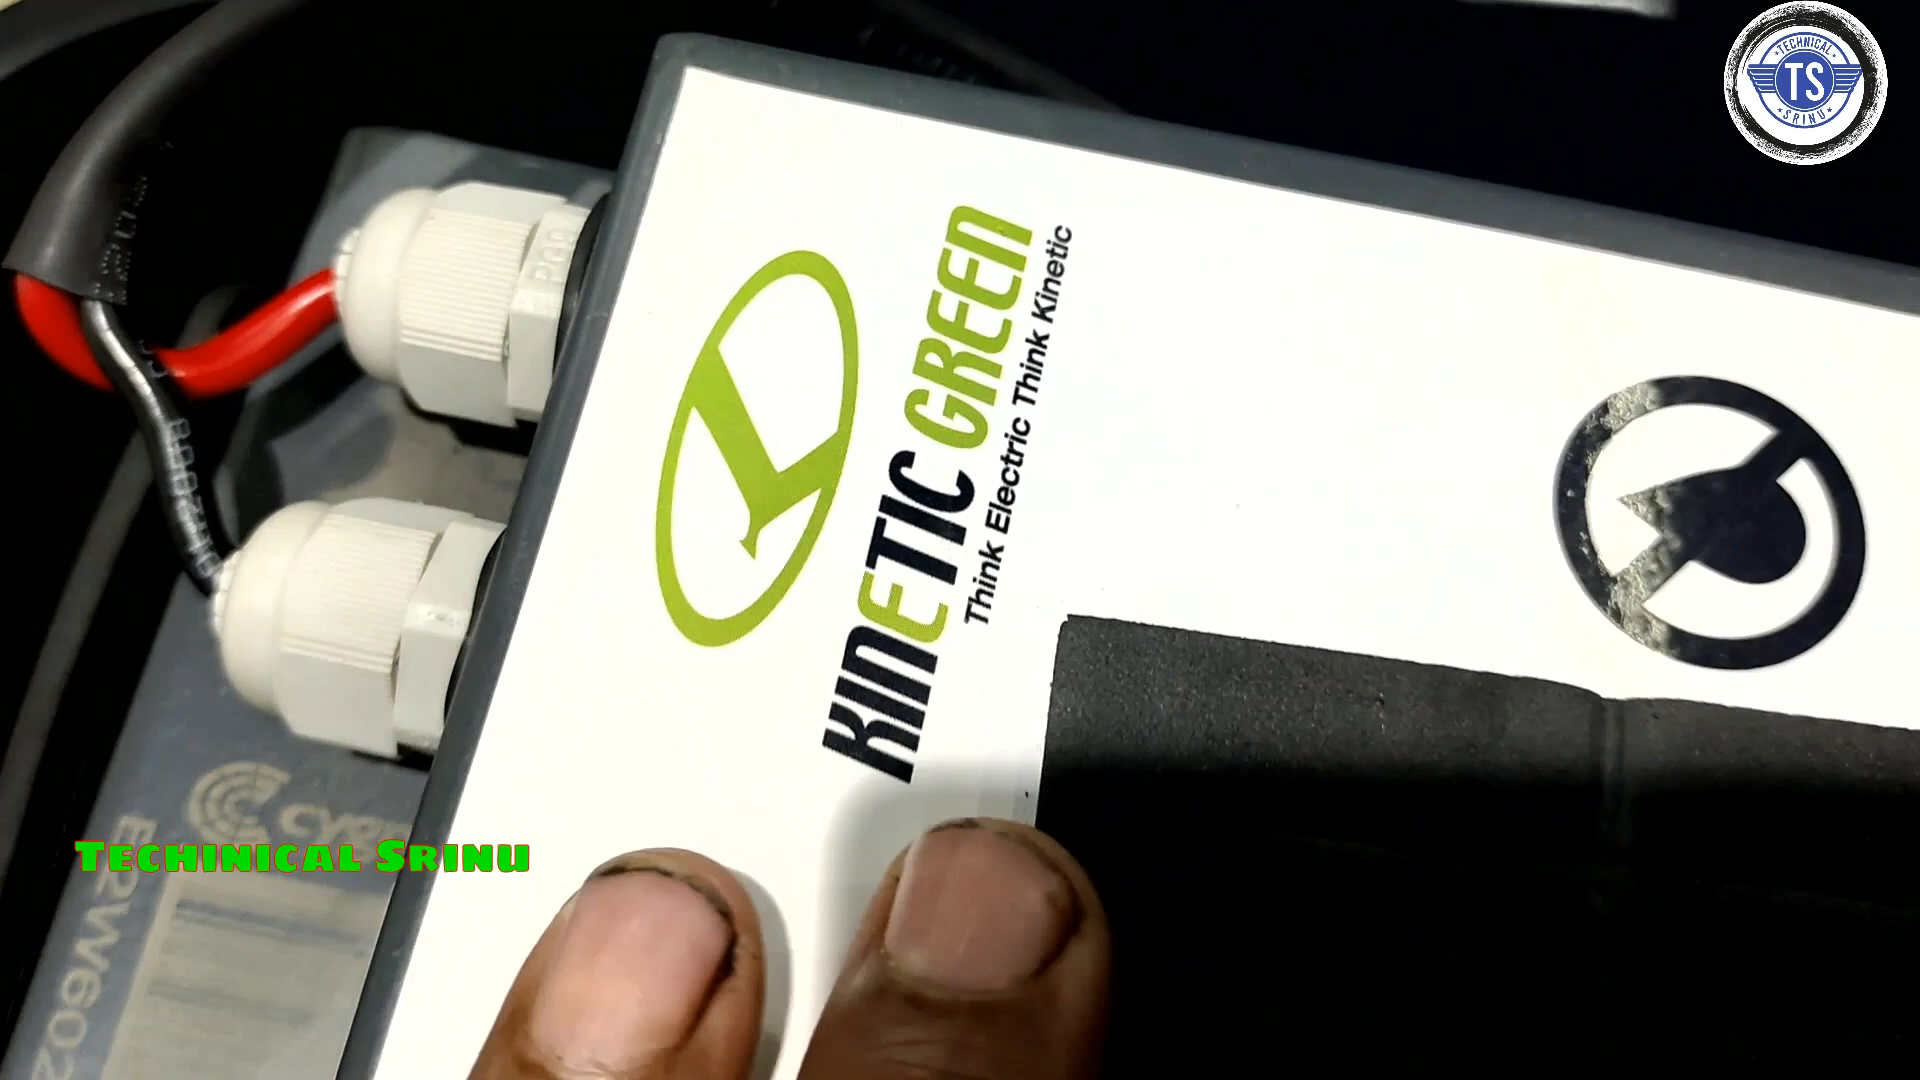 TECHNICAL
TS
SRINU
KINETIC GREEN
Think Electric Think Kinetic
Techinical Srinu